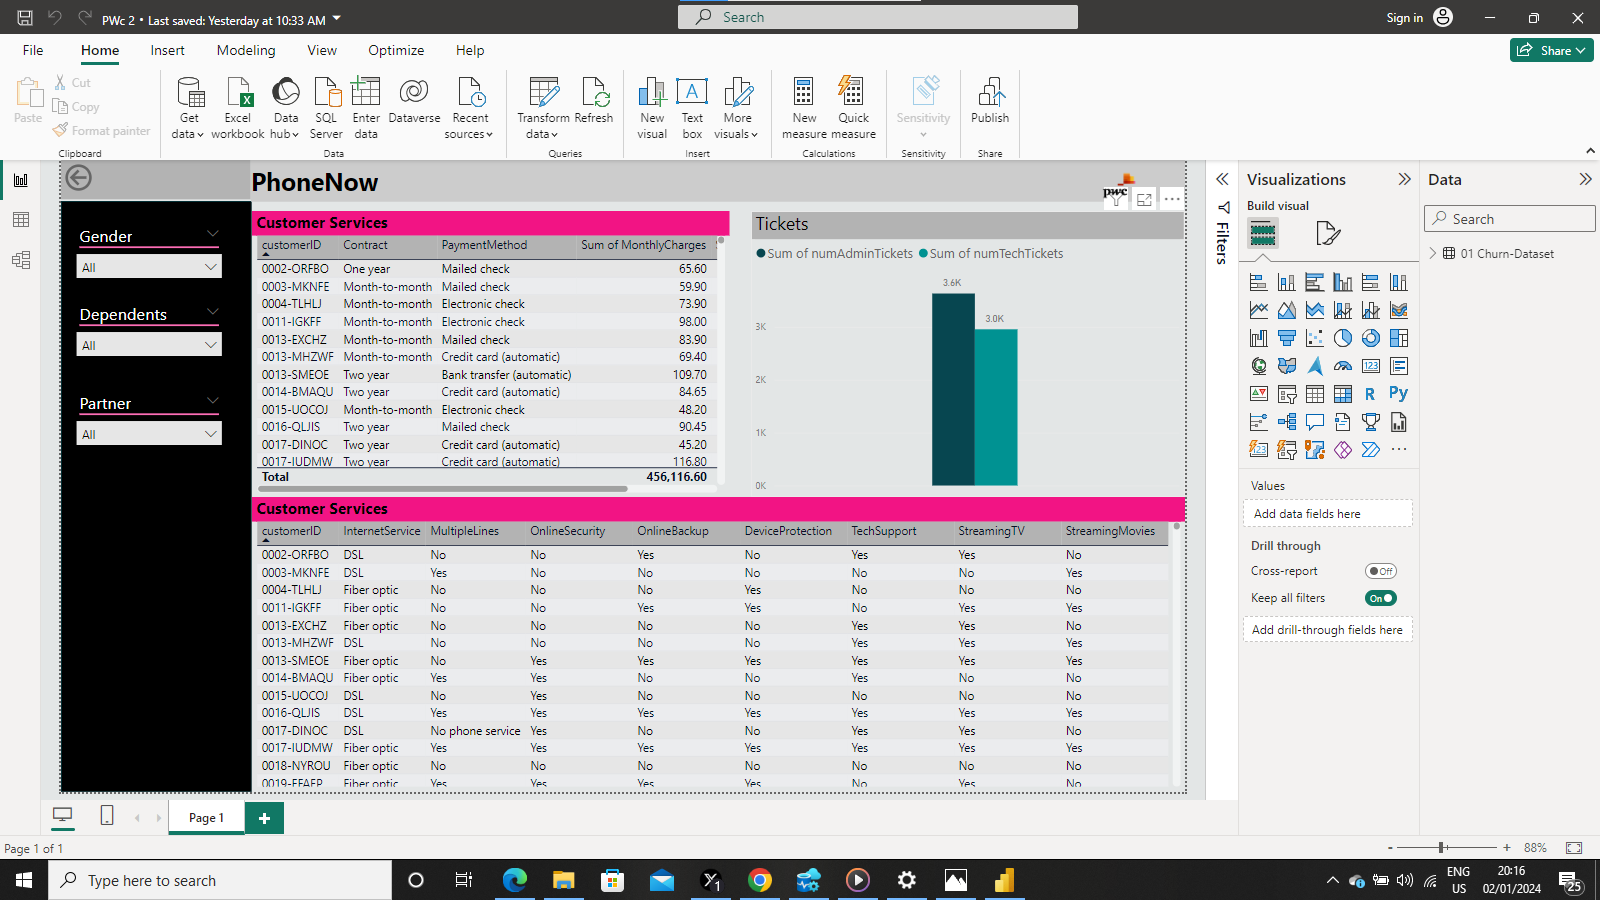 PWc 2 • Last saved: Yesterday at 10:33 AM
Search
Sign in
File Home Insert Modeling View Optimize Help
Share
Paste
Cut
Copy
Format painter
Clipboard
Get data
Excel workbook
Data hub
SQL Server
Enter data
Dataverse
Recent sources
Data
Transform data
Refresh
Queries
New visual
Text box
More visuals
Insert
New measure
Quick measure
Calculations
Sensitivity
Sensitivity
Publish
Share
PhoneNow
pwc
Gender
All
Dependents
All
Partner
All
Customer Services
customerID Contract PaymentMethod Sum of MonthlyCharges
0002-ORFBO One year Mailed check 65.60
0003-MKNFE Month-to-month Mailed check 59.90
0004-TLHLJ Month-to-month Electronic check 73.90
0011-IGKFF Month-to-month Electronic check 98.00
0013-EXCHZ Month-to-month Mailed check 83.90
0013-MHZWF Month-to-month Credit card (automatic) 69.40
0013-SMEOE Two year Bank transfer (automatic) 109.70
0014-BMAQU Two year Credit card (automatic) 84.65
0015-UOCOJ Month-to-month Electronic check 48.20
0016-QLJIS Two year Mailed check 90.45
0017-DINOC Two year Credit card (automatic) 45.20
0017-IUDMW Two year Credit card (automatic) 116.80
Total 456,116.60
Tickets
Sum of numAdminTickets Sum of numTechTickets
3.6K
3.0K
3K
2K
1K
0K
Customer Services
customerID InternetService MultipleLines OnlineSecurity OnlineBackup DeviceProtection TechSupport StreamingTV StreamingMovies
0002-ORFBO DSL No No Yes No Yes Yes No
0003-MKNFE DSL Yes No No No No No Yes
0004-TLHLJ Fiber optic No No No Yes No No No
0011-IGKFF Fiber optic No No Yes Yes No Yes Yes
0013-EXCHZ Fiber optic No No No No Yes Yes No
0013-MHZWF DSL No No No No Yes Yes Yes
0013-SMEOE Fiber optic No Yes Yes Yes Yes Yes Yes
0014-BMAQU Fiber optic Yes Yes No No Yes No No
0015-UOCOJ DSL No Yes No No No No No
0016-QLJIS DSL Yes Yes Yes Yes Yes Yes Yes
0017-DINOC DSL No phone service Yes No No Yes Yes No
0017-IUDMW Fiber optic Yes Yes Yes Yes Yes Yes Yes
0018-NYROU Fiber optic No No No No No No No
0019-EFAEP Fiber optic Yes Yes Yes Yes No Yes No
Filters
Visualizations
Build visual
R
Py
123
Values
Add data fields here
Drill through
Cross-report
Off
Keep all filters
On
Add drill-through fields here
Data
Search
01 Churn-Dataset
Page 1
Page 1 of 1
- + 88%
Type here to search
ENG
US
20:16
02/01/2024
25